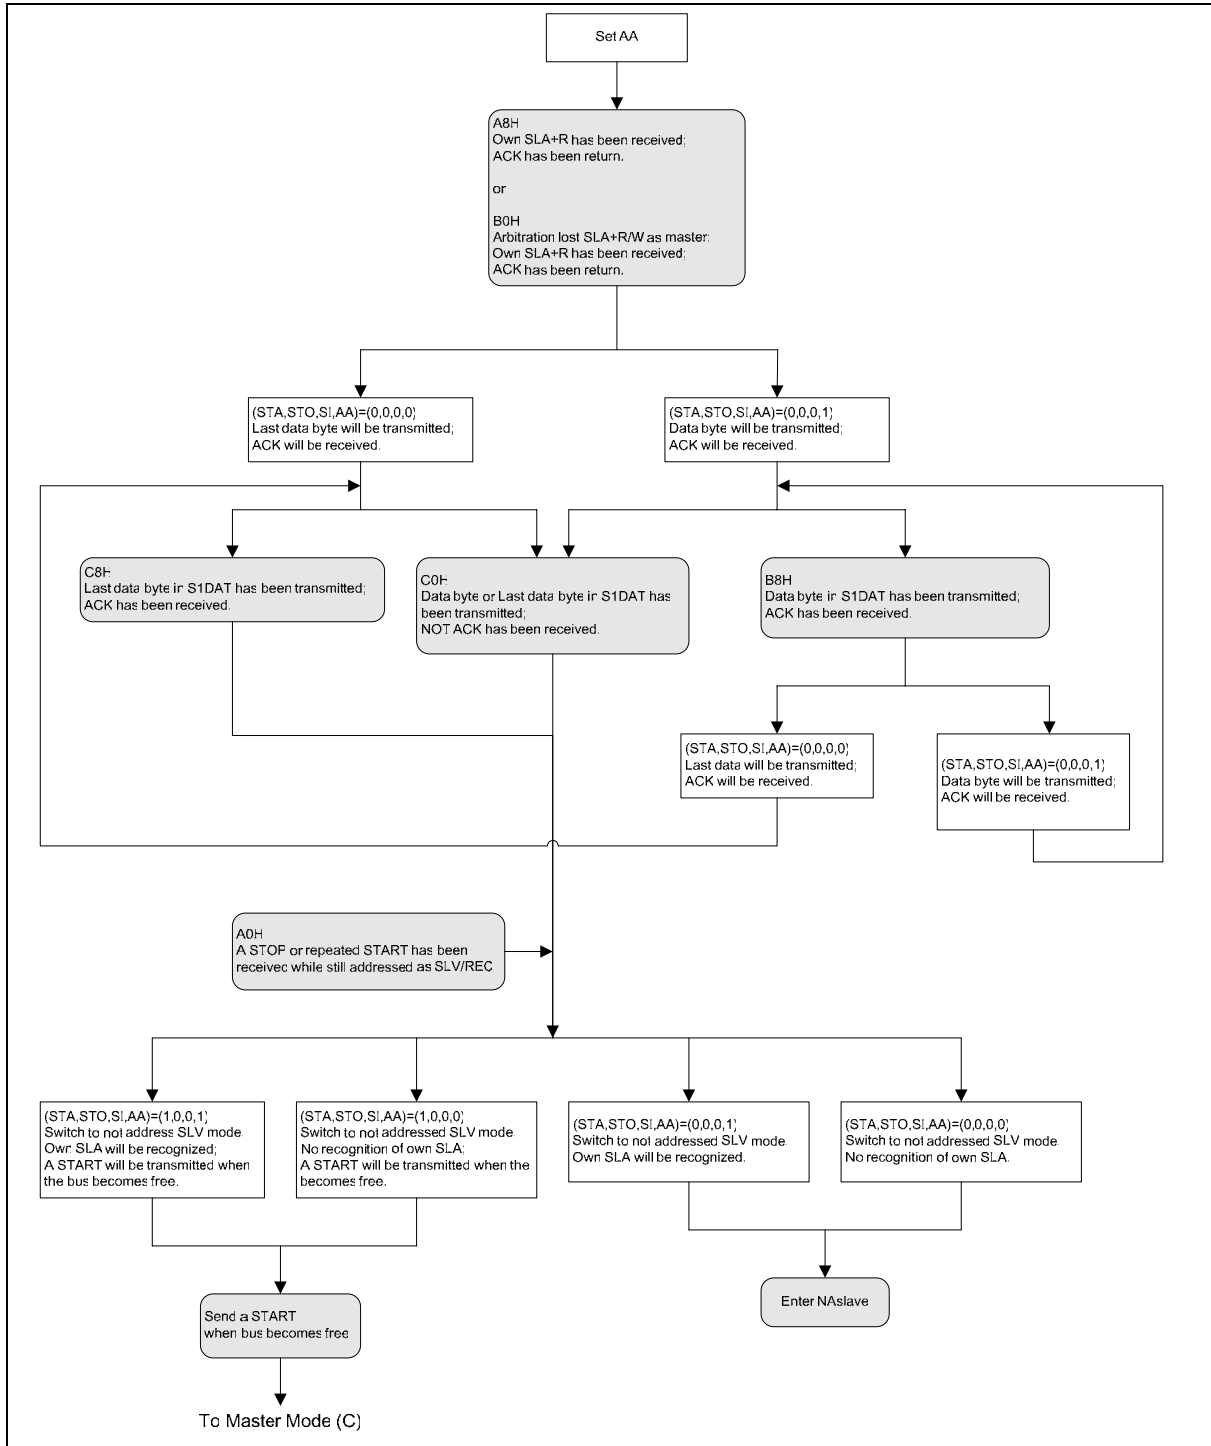 Set AA
A8H
Own SLA+R has been received;
ACK has been return.
or
B0H
Arbitration lost SLA+R/W as master;
Own SLA+R has been received;
ACK has been return.
(STA,STO,SI,AA)=(0,0,0,0)
Last data byte will be transmitted;
ACK will be received.
(STA,STO,SI,AA)=(0,0,0,1)
Data byte will be transmitted;
ACK will be received.
C8H
Last data byte in S1DAT has been transmitted;
ACK has been received.
C0H
Data byte or Last data byte in S1DAT has
been transmitted;
NOT ACK has been received.
B8H
Data byte in S1DAT has been transmitted;
ACK has been received.
(STA,STO,SI,AA)=(0,0,0,0)
Last data will be transmitted;
ACK will be received.
(STA,STO,SI,AA)=(0,0,0,1)
Data byte will be transmitted;
ACK will be received.
A0H
A STOP or repeated START has been
received while still addressed as SLV/REC
(STA,STO,SI,AA)=(1,0,0,1)
Switch to not address SLV mode.
Own SLA will be recognized;
A START will be transmitted when
the bus becomes free.
(STA,STO,SI,AA)=(1,0,0,0)
Switch to not addressed SLV mode.
No recognition of own SLA;
A START will be transmitted when the
becomes free.
(STA,STO,SI,AA)=(0,0,0,1)
Switch to not addressed SLV mode.
Own SLA will be recognized.
(STA,STO,SI,AA)=(0,0,0,0)
Switch to not addressed SLV mode.
No recognition of own SLA.
Send a START
when bus becomes free
Enter NAslave
To Master Mode (C)